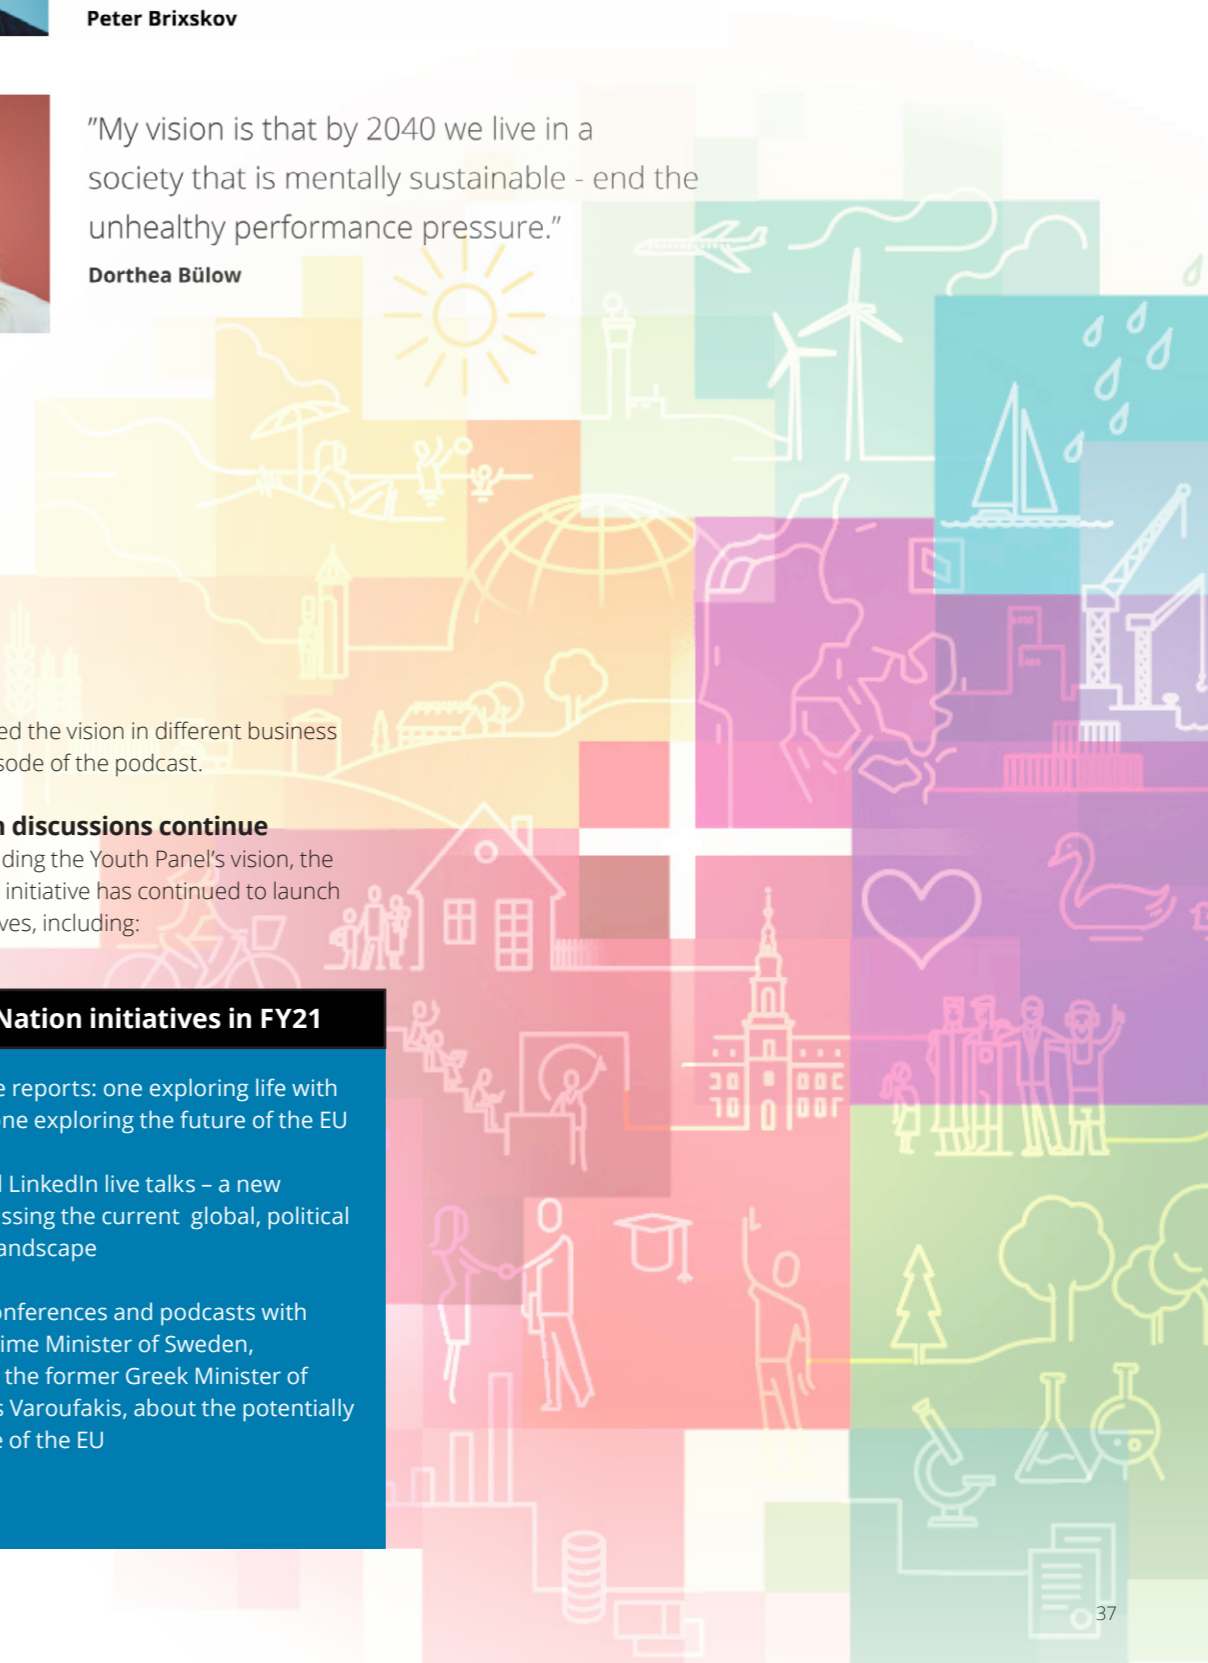 Peter Brixskov
"My vision is that by 2040 we live in a
society that is mentally sustainable - end the
unhealthy performance pressure."
Dorthea Bülow
ed the vision in different business
sode of the podcast.
n discussions continue
ding the Youth Panel's vision, the
initiative has continued to launch
ves, including:
Nation initiatives in FY21
e reports: one exploring life with
ne exploring the future of the EU
l LinkedIn live talks – a new
ssing the current global, political
andscape
onferences and podcasts with
ime Minister of Sweden,
the former Greek Minister of
s Varoufakis, about the potentially
e of the EU
37